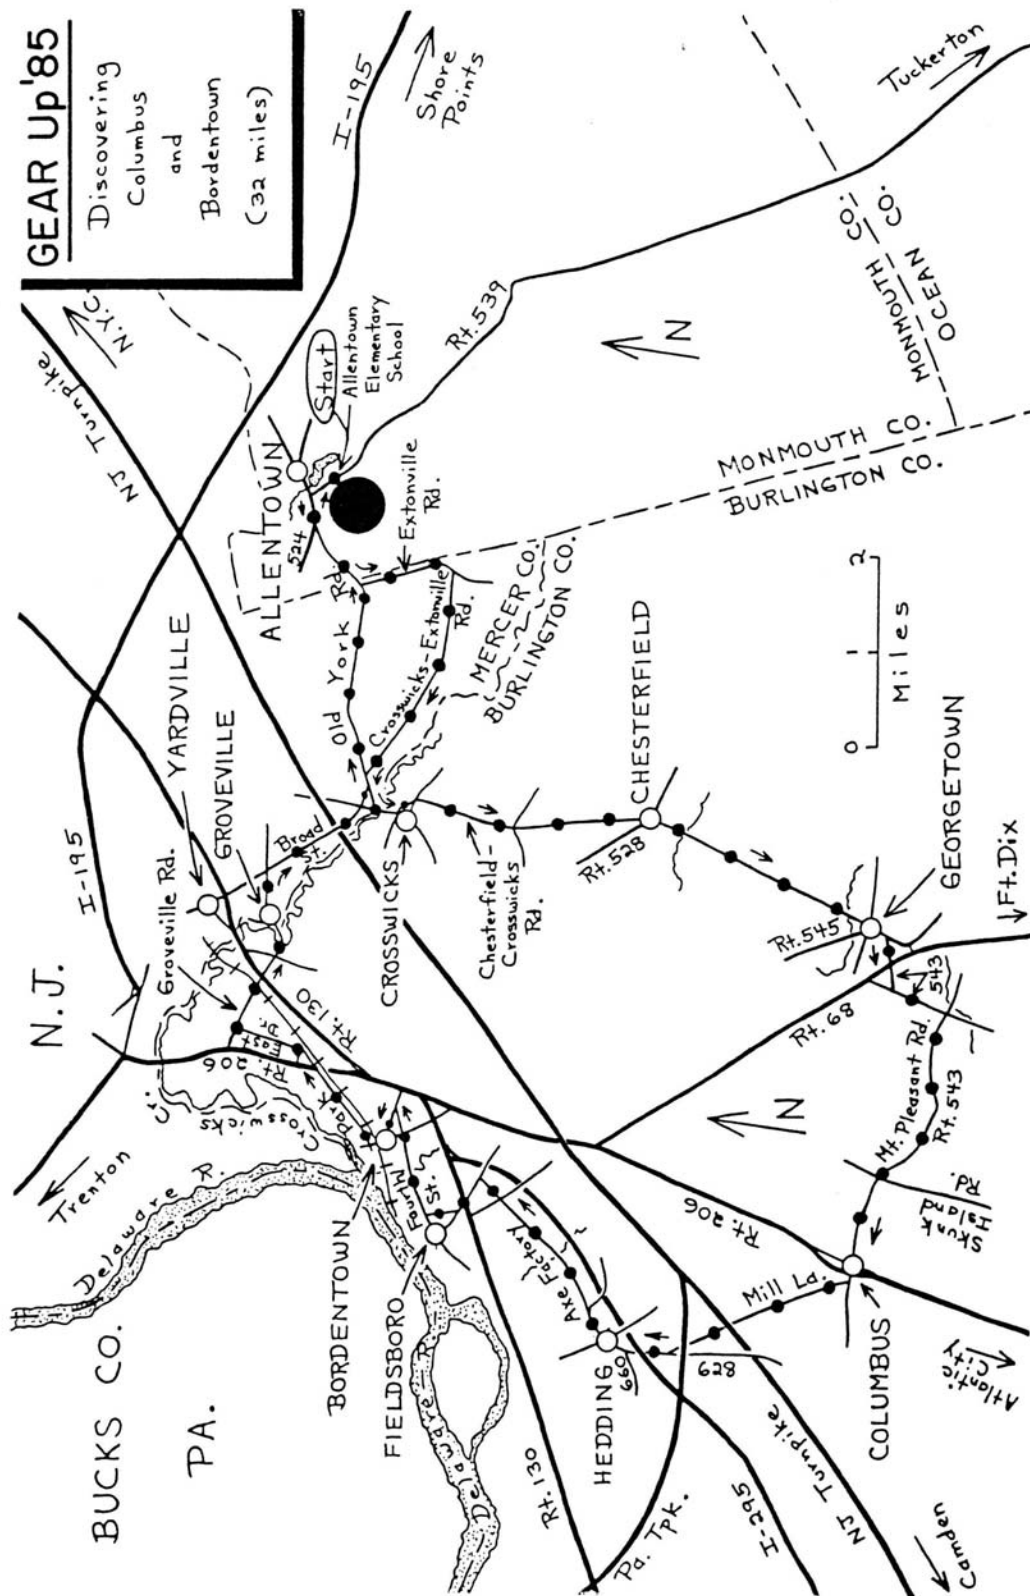 GEAR Up'85
Discovering
Columbus
and
Bordentown
(32 miles)
N.J.
BUCKS CO.
PA.
Trenton
Delaware R.
I-195
Groveville Rd.
YARDVILLE
GROVEVILLE
NJ Turnpike
N.Y.C.
I-195
Shore
Points
ALLENTOWN
Start
Allentown
Elementary
School
524
Extonville
Rd.
Rt.539
Tuckerton
Old York Rd.
Crosswicks-Extonville
Rd.
MERCER CO.
BURLINGTON CO.
MONMOUTH CO.
BURLINGTON CO.
MONMOUTH CO.
OCEAN CO.
N
Broad
St.
Crosswicks Cr.
Rt. 206
East
Dr.
Park
Rt.130
BORDENTOWN
FIELDSBORO
Fourth
St.
CROSSWICKS
Chesterfield-
Crosswicks
Rd.
Rt.528
CHESTERFIELD
0 1 2
Miles
Rt.545
GEORGETOWN
Ft.Dix
543
Rt. 68
N
Mt. Pleasant Rd.
Rt.543
Skunk
Island
Rd.
Rt.206
Axe Factory
HEDDING
660
628
Mill La.
COLUMBUS
Atlantic
City
Delaware R.
Rt.130
Pa. Tpk.
I-295
NJ Turnpike
Camden